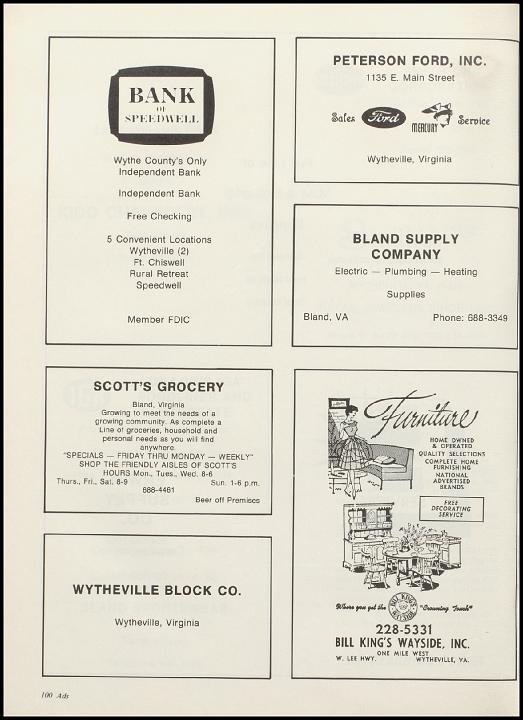 BANK
OF
SPEEDWELL
Wythe County's Only
Independent Bank
Independent Bank
Free Checking
5 Convenient Locations
Wytheville (2)
Ft. Chiswell
Rural Retreat
Speedwell
Member FDIC
PETERSON FORD, INC.
1135 E. Main Street
Sales Ford MERCURY Service
Wytheville, Virginia
BLAND SUPPLY
COMPANY
Electric — Plumbing — Heating
Supplies
Bland, VA Phone: 688-3349
SCOTT'S GROCERY
Bland, Virginia
Growing to meet the needs of a
growing community. As complete a
Line of groceries, household and
personal needs as you will find
anywhere.
"SPECIALS — FRIDAY THRU MONDAY — WEEKLY"
SHOP THE FRIENDLY AISLES OF SCOTT'S
HOURS Mon., Tues., Wed. 8-6
Thurs., Fri., Sat. 8-9 Sun. 1-6 p.m.
688-4461
Beer off Premises
Furniture
HOME OWNED
& OPERATED
QUALITY SELECTIONS
COMPLETE HOME
FURNISHING
NATIONAL
ADVERTISED
BRANDS
FREE
DECORATING
SERVICE
Where you get the BILL KING'S WAYSIDE "Crowning Touch"
228-5331
BILL KING'S WAYSIDE, INC.
ONE MILE WEST
W. LEE HWY. WYTHEVILLE, VA.
WYTHEVILLE BLOCK CO.
Wytheville, Virginia
100 Ads